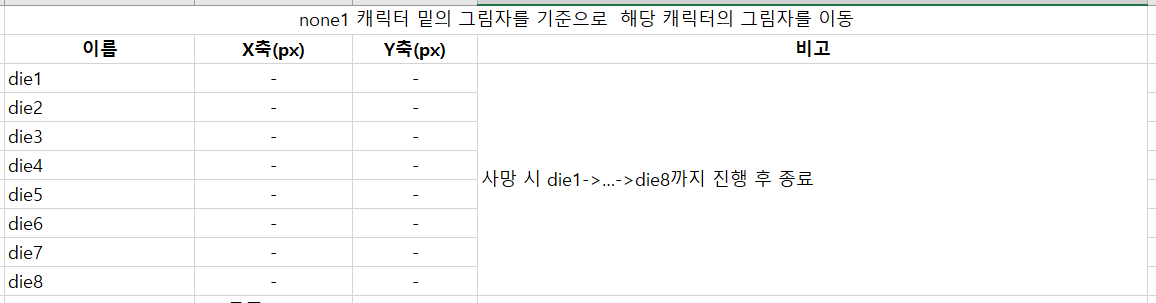 none1 캐릭터 밑의 그림자를 기준으로  해당 캐릭터의 그림자를 이동
이름 X축(px) Y축(px) 비고
die1 - -
die2 - -
die3 - -
die4 - -
사망 시 die1->...->die8까지 진행 후 종료
die5 - -
die6 - -
die7 - -
die8 - -